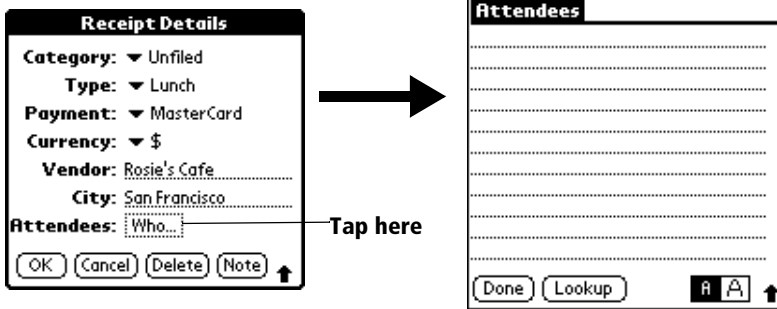 Receipt Details
Category: Unfiled
Type: Lunch
Payment: MasterCard
Currency: $
Vendor: Rosie's Cafe
City: San Francisco
Attendees: Who...
OK Cancel Delete Note
Tap here
Attendees
Done Lookup A A